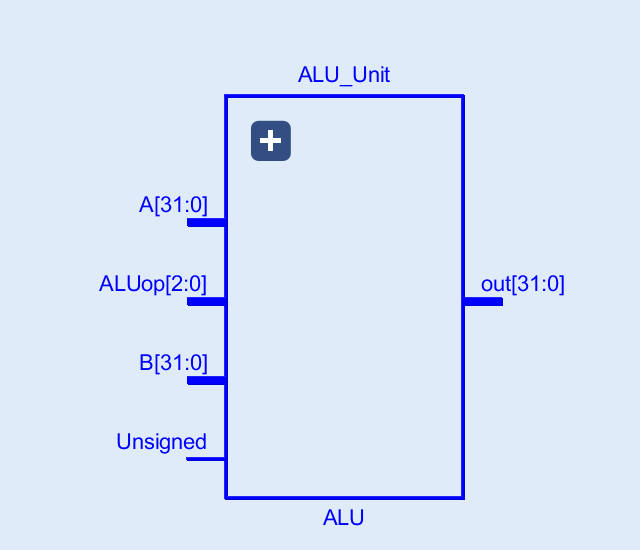 ALU_Unit
A[31:0]
ALUop[2:0]
out[31:0]
B[31:0]
Unsigned
ALU